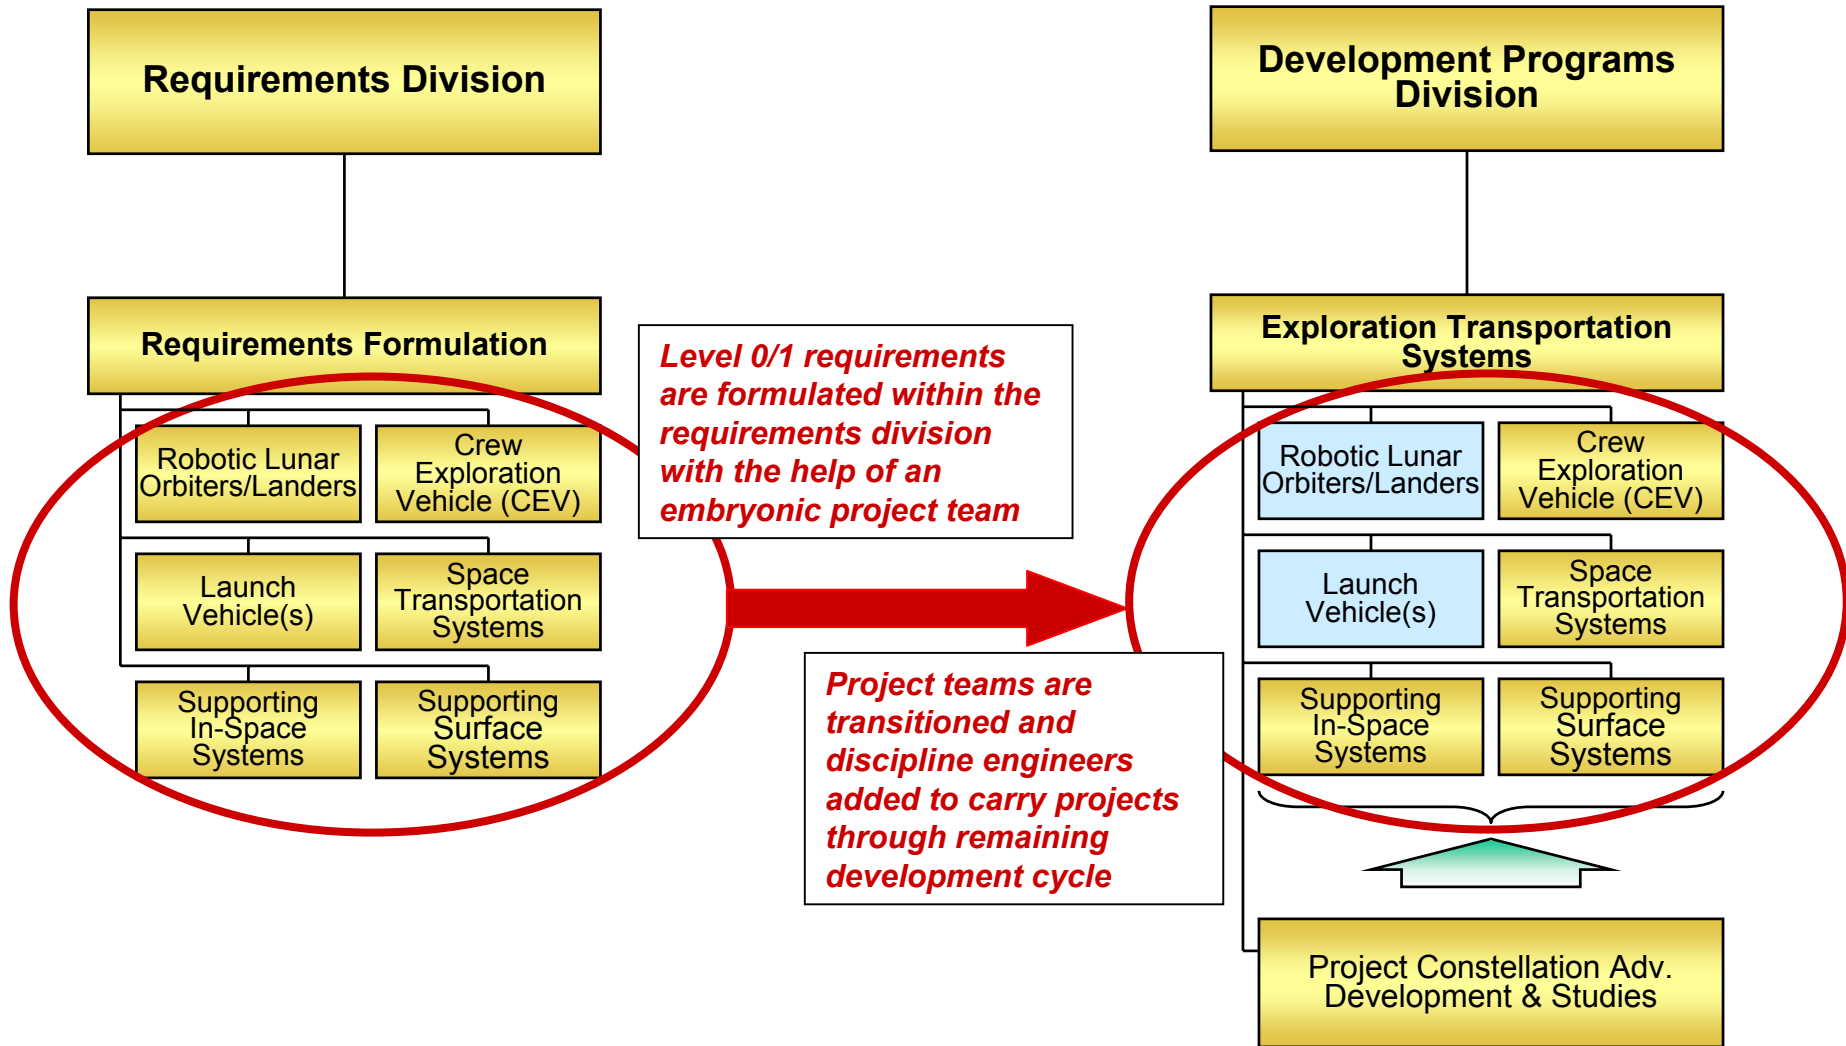 Requirements Division
Requirements Formulation
Robotic Lunar
Orbiters/Landers
Crew
Exploration
Vehicle (CEV)
Launch
Vehicle(s)
Space
Transportation
Systems
Supporting
In-Space
Systems
Supporting
Surface
Systems
Level 0/1 requirements
are formulated within the
requirements division
with the help of an
embryonic project team
Project teams are
transitioned and
discipline engineers
added to carry projects
through remaining
development cycle
Development Programs
Division
Exploration Transportation
Systems
Robotic Lunar
Orbiters/Landers
Crew
Exploration
Vehicle (CEV)
Launch
Vehicle(s)
Space
Transportation
Systems
Supporting
In-Space
Systems
Supporting
Surface
Systems
Project Constellation Adv.
Development & Studies